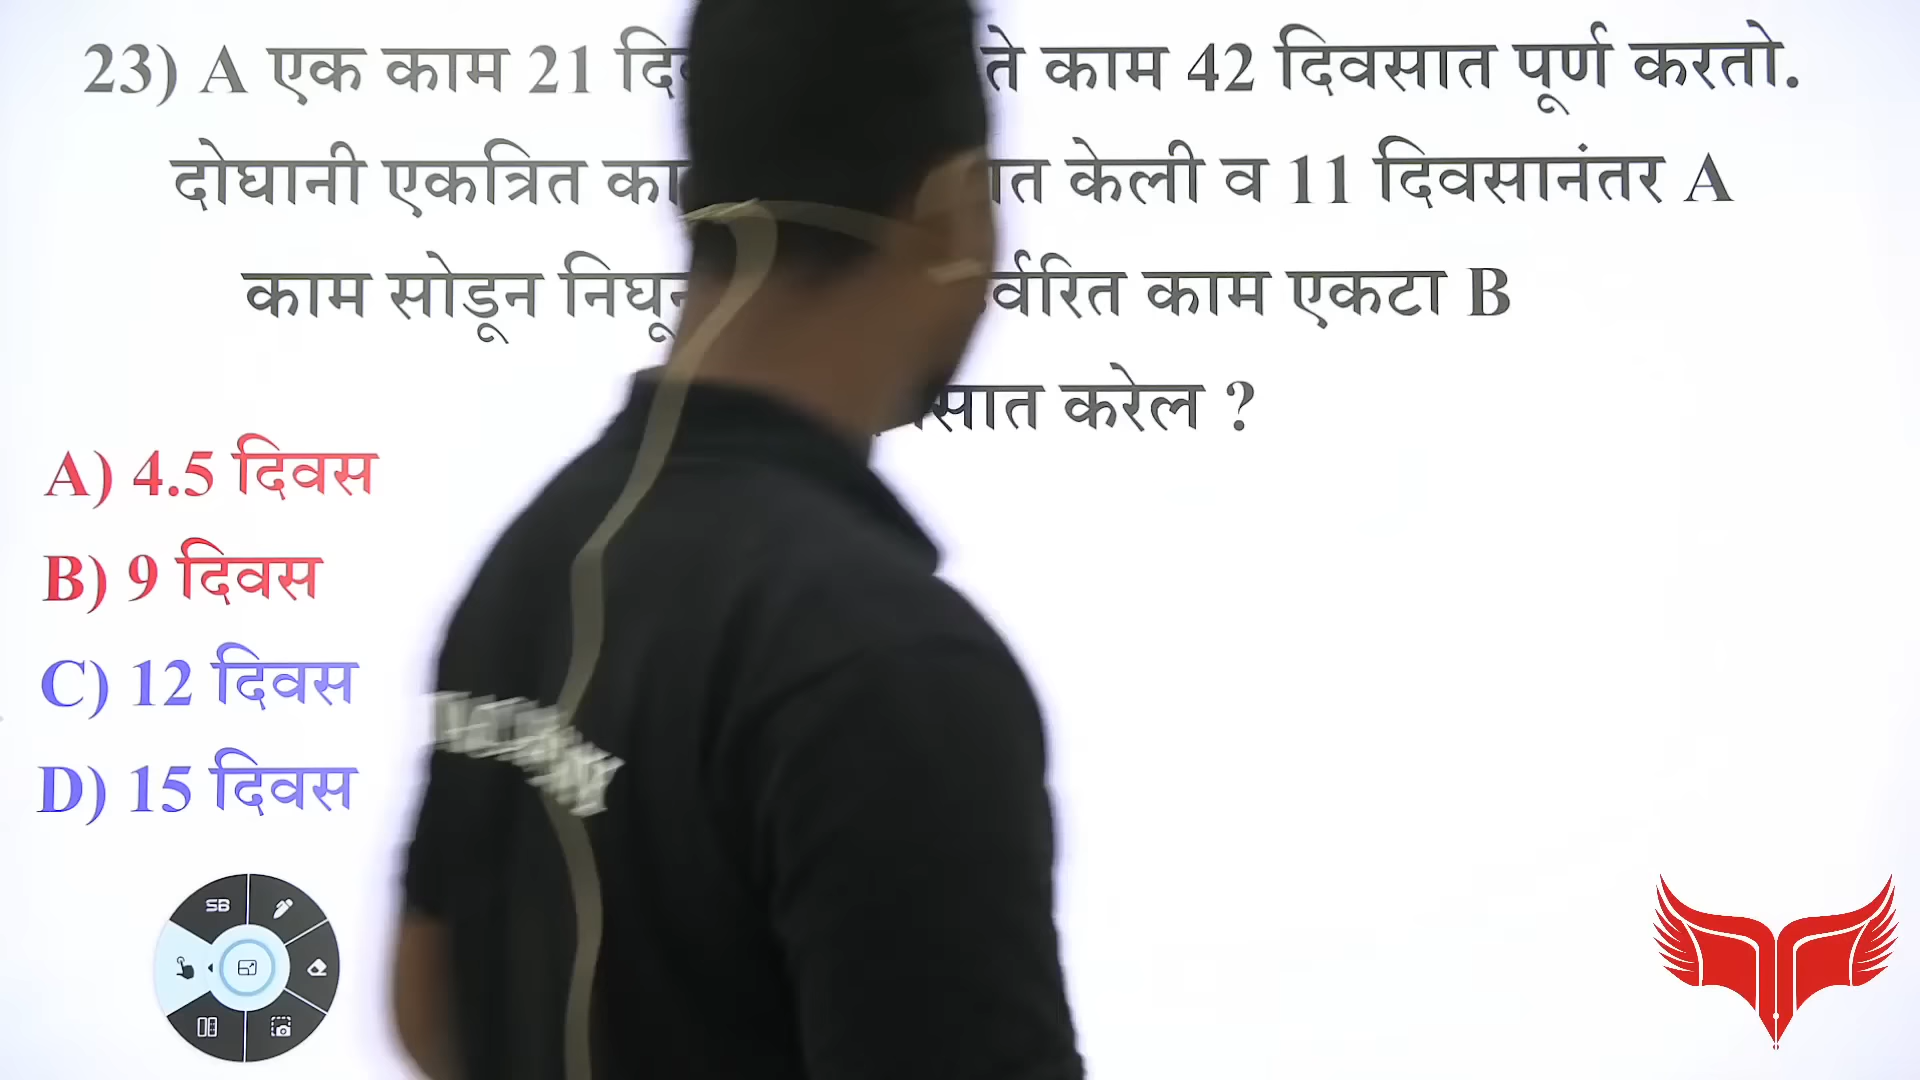 23) A एक काम 21 ते काम 42 दिवसात पूर्ण करतो.
दोघानी एकत्रित केली व 11 दिवसानंतर A
काम सोडून एकटा B काम
करेल ?
A) 4.5 दिवस
B) 9 दिवस
C) 12 दिवस
D) 15 दिवस
SB